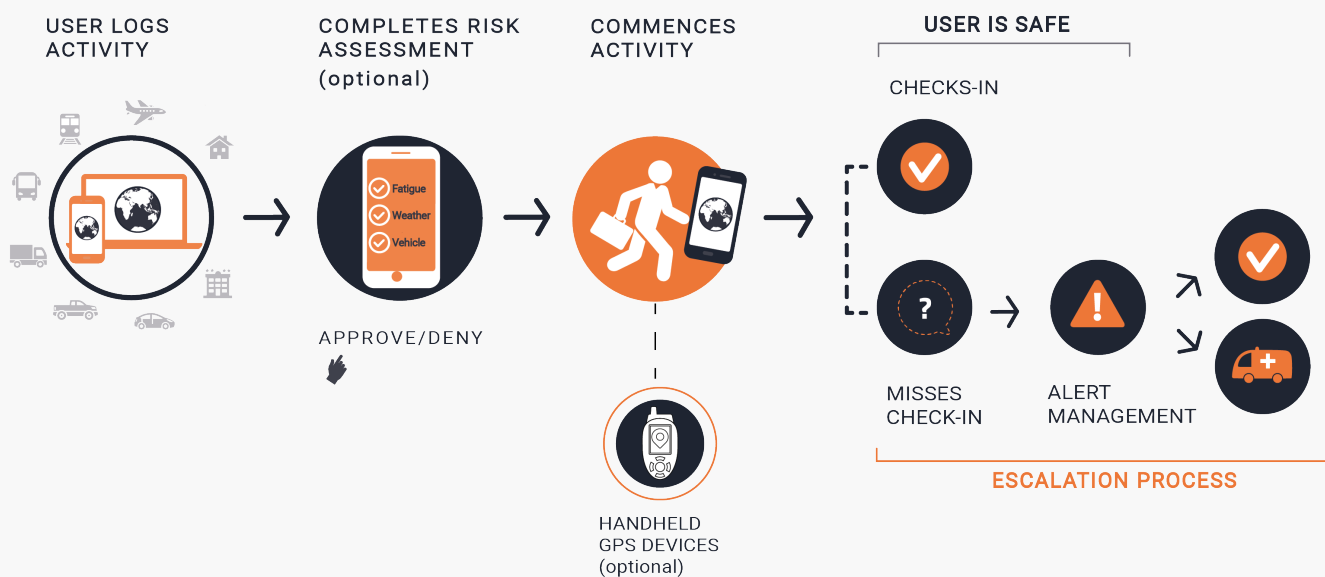 USER LOGS
ACTIVITY
COMPLETES RISK
ASSESSMENT
(optional)
COMMENCES
ACTIVITY
USER IS SAFE
CHECKS-IN
Fatigue
Weather
Vehicle
APPROVE/DENY
?
!
MISSES
CHECK-IN
ALERT
MANAGEMENT
ESCALATION PROCESS
HANDHELD
GPS DEVICES
(optional)